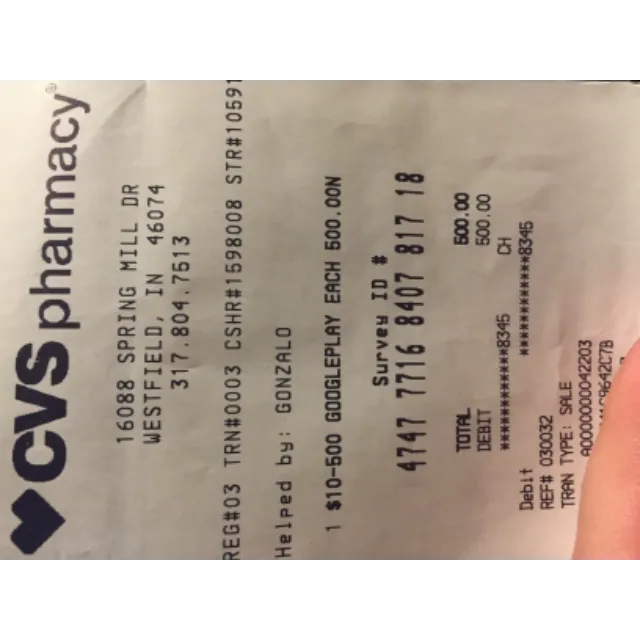 CVS pharmacy®
16088 SPRING MILL DR
WESTFIELD, IN 46074
317.804.7513
REG#03 TRN#0003 CSHR#1598008 STR#10591
Helped by: GONZALO
1 $10-500 GOOGLEPLAY EACH 500.00N
Survey ID #
4747 7716 8407 817 18
TOTAL 500.00
DEBIT 500.00
************8345 CH
Debit ************8345
REF# 030032
TRAN TYPE: SALE
A0000000042203